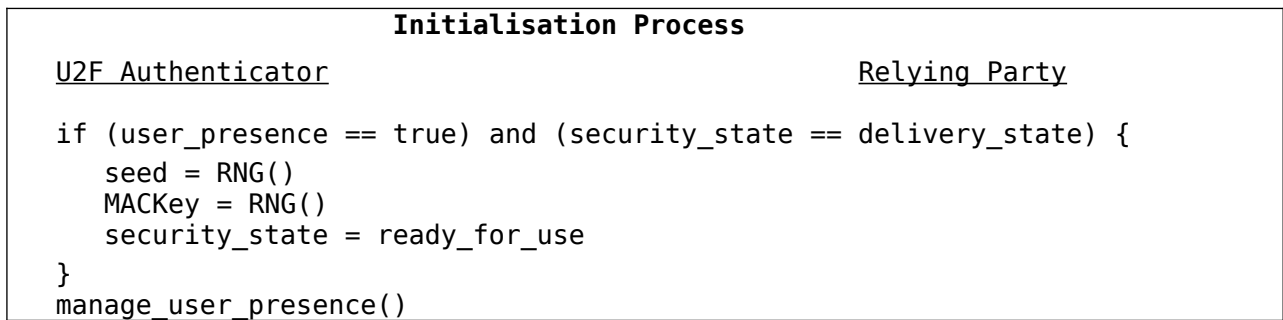 Initialisation Process
U2F Authenticator Relying Party
if (user_presence == true) and (security_state == delivery_state) {
seed = RNG()
MACKey = RNG()
security_state = ready_for_use
}
manage_user_presence()